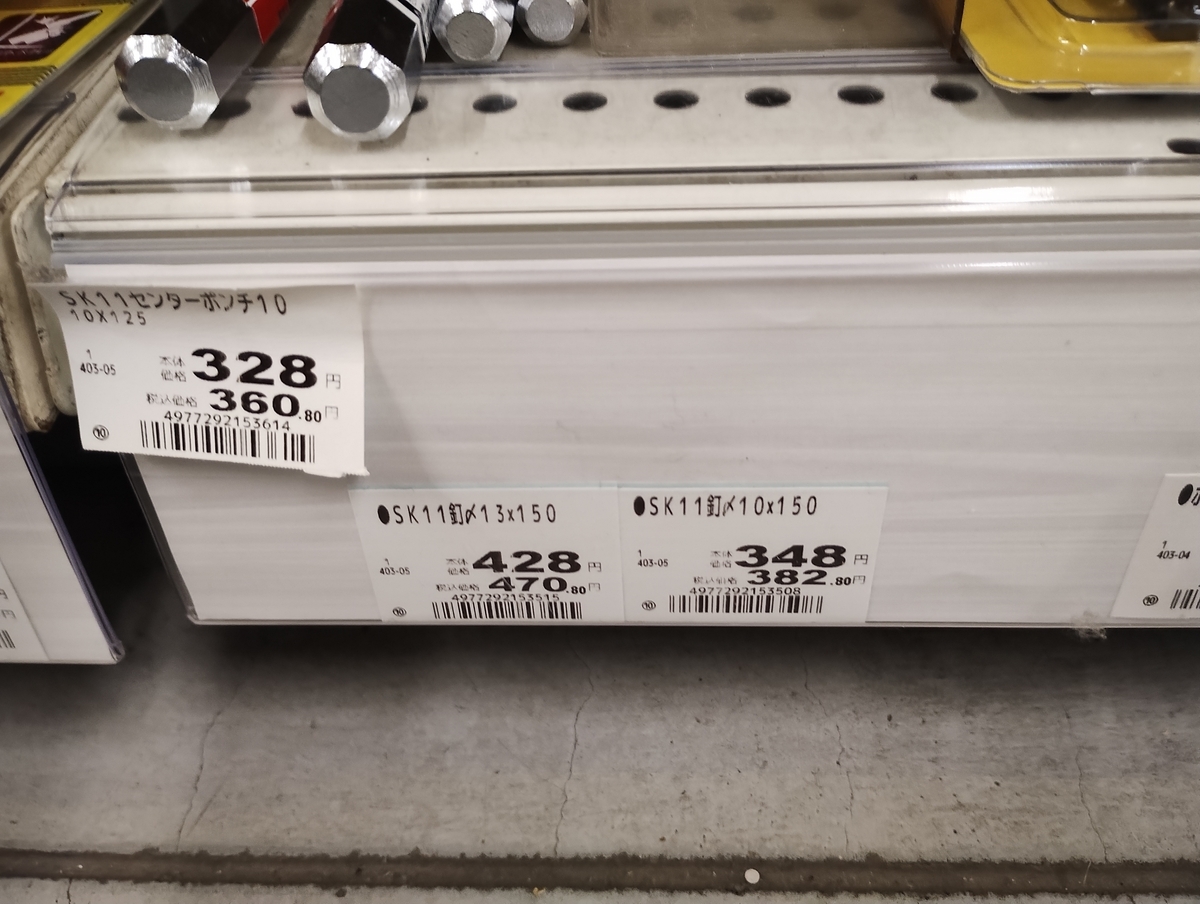 SK11センターポンチ10
10X125
1
403-05
本体
価格
328円
税込価格 360.80円
4977292153614
⑩
●SK11釘〆13x150
1
403-05
本体
価格
428円
税込価格 470.80円
4977292153515
⑩
●SK11釘〆10x150
1
403-05
本体
価格
348円
税込価格 382.80円
4977292153508
⑩
1
403-04
⑩